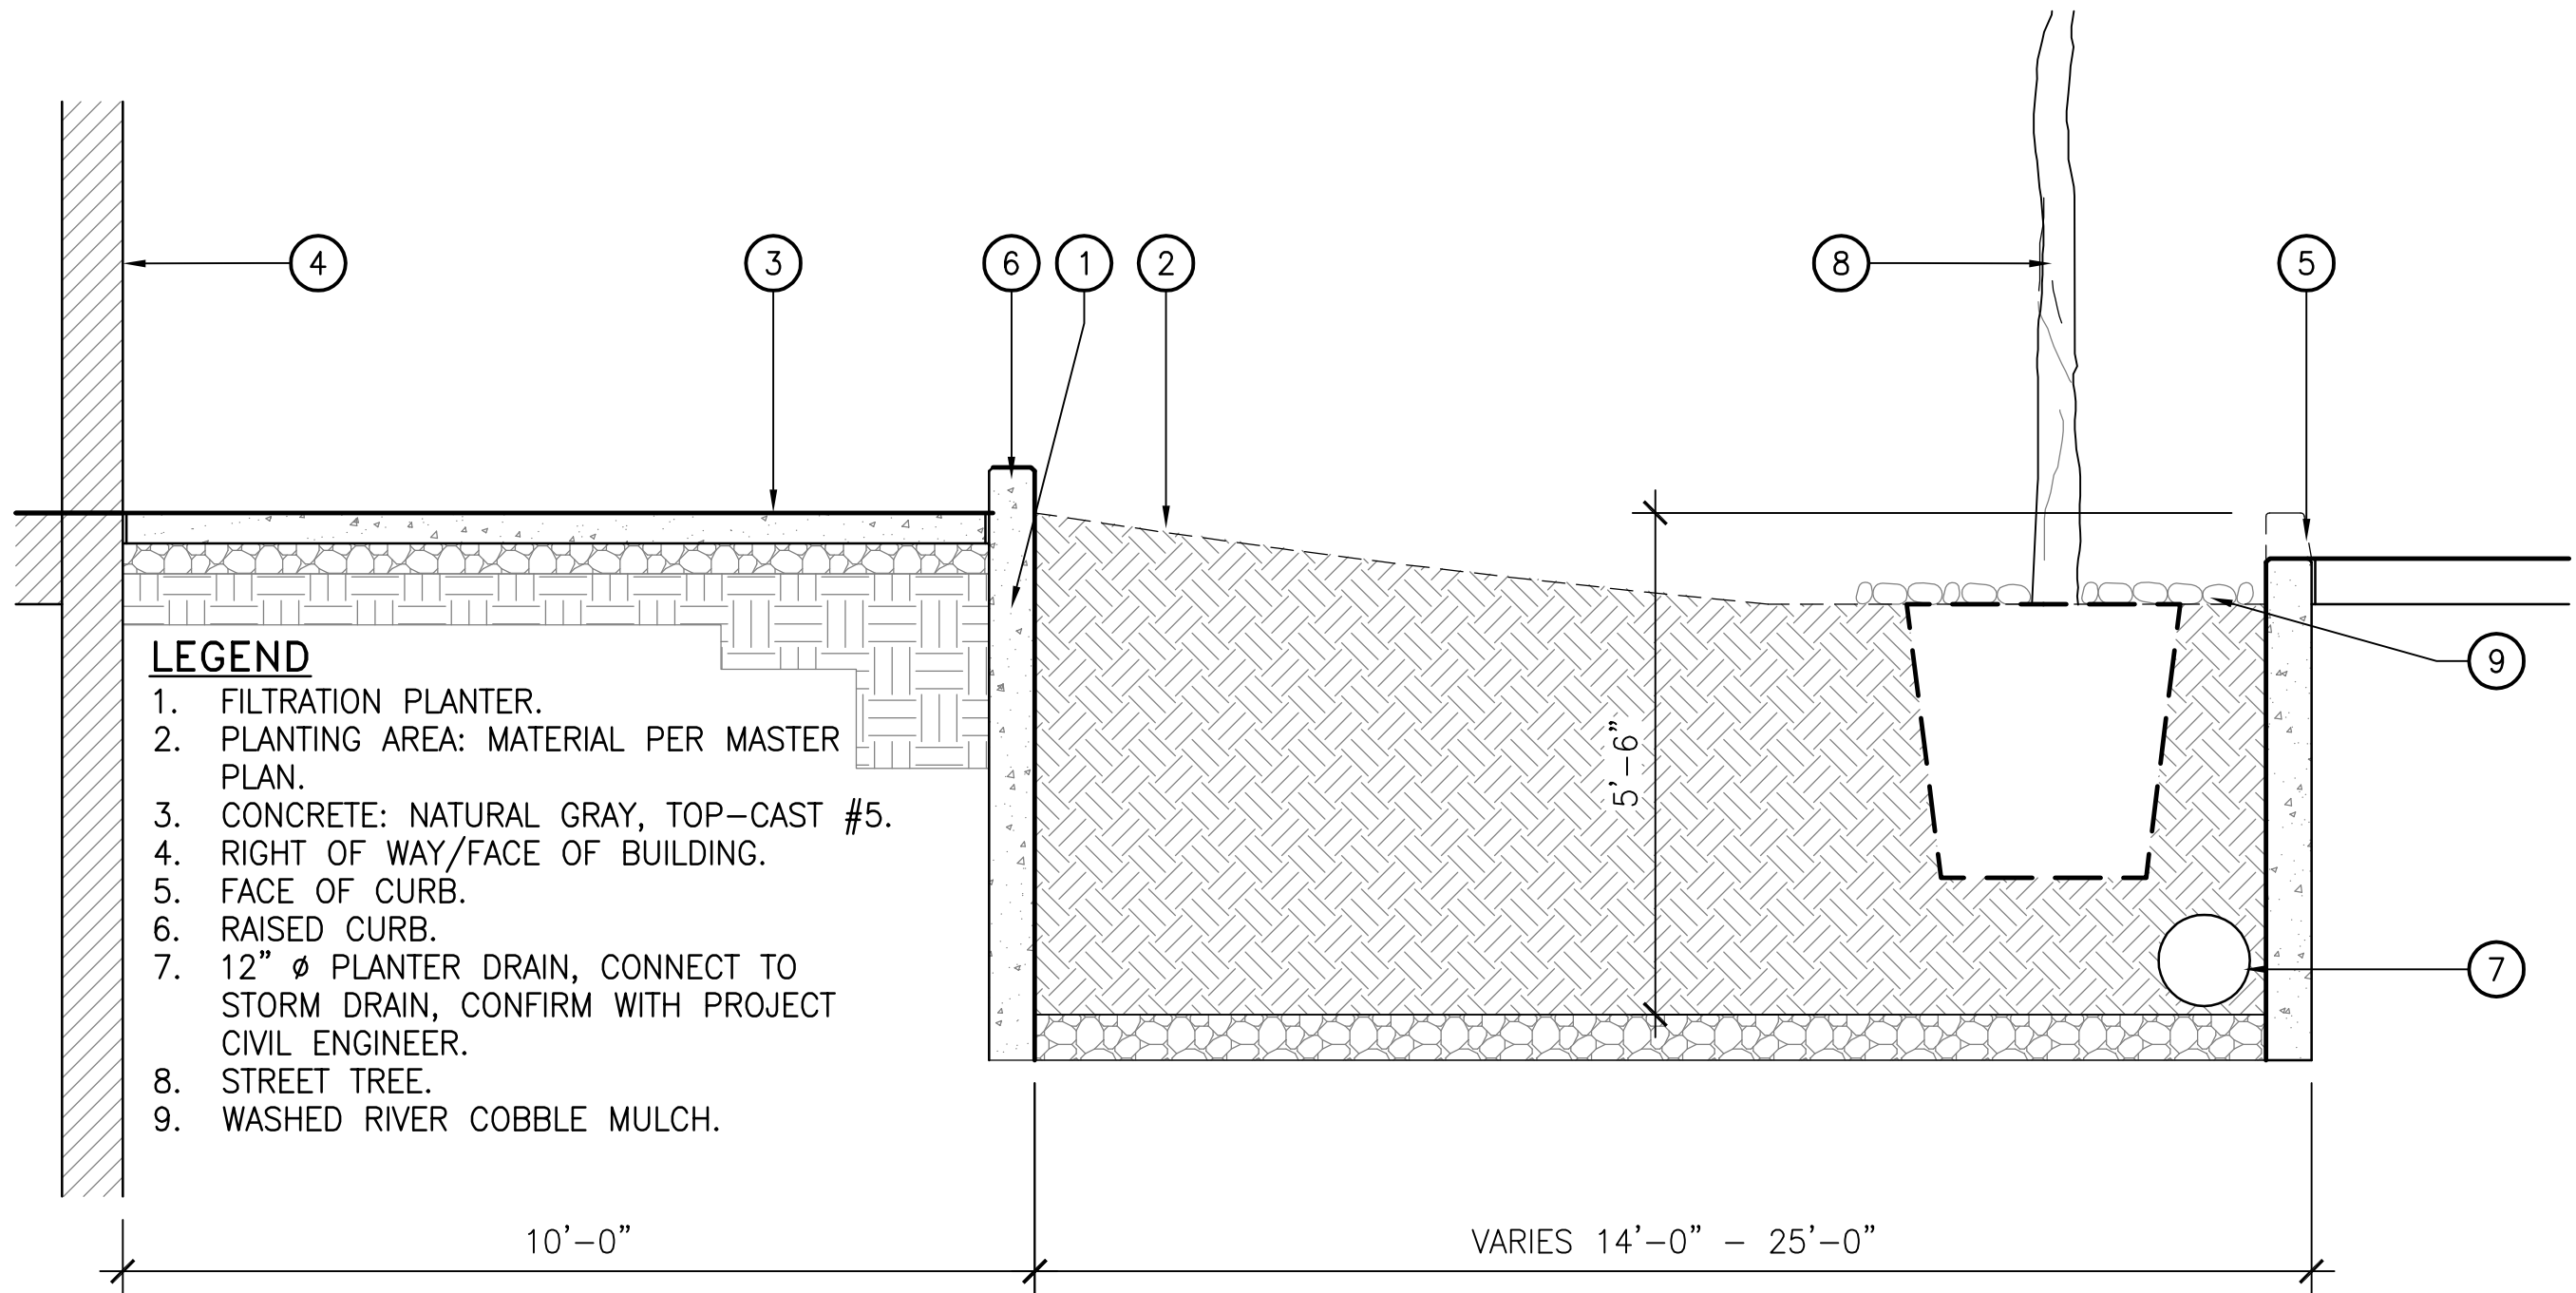 4
3
6
1
2
8
5
LEGEND
1. FILTRATION PLANTER.
2. PLANTING AREA: MATERIAL PER MASTER
PLAN.
3. CONCRETE: NATURAL GRAY, TOP-CAST #5.
4. RIGHT OF WAY/FACE OF BUILDING.
5. FACE OF CURB.
6. RAISED CURB.
7. 12" ø PLANTER DRAIN, CONNECT TO
STORM DRAIN, CONFIRM WITH PROJECT
CIVIL ENGINEER.
8. STREET TREE.
9. WASHED RIVER COBBLE MULCH.
5'-6"
9
7
10'-0"
VARIES 14'-0" - 25'-0"